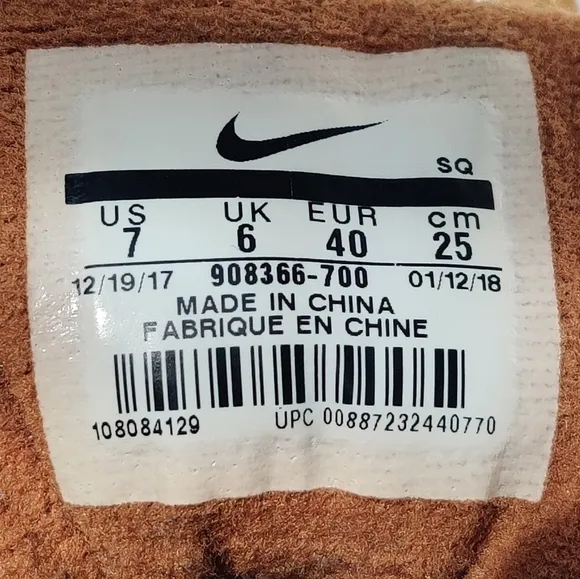 SQ
US UK EUR cm
7 6 40 25
12/19/17 908366-700 01/12/18
MADE IN CHINA
FABRIQUE EN CHINE
108084129 UPC 00887232440770